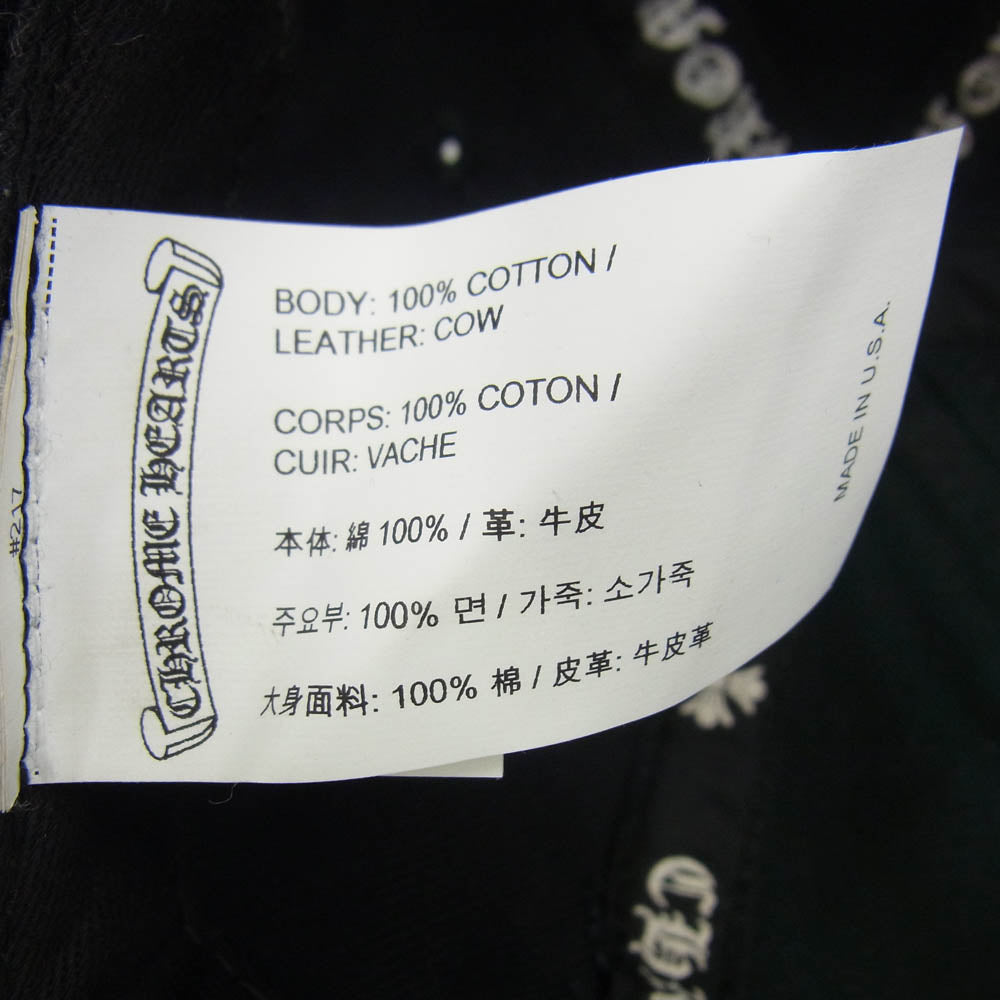 CHROME HEARTS
BODY: 100% COTTON /
LEATHER: COW
CORPS: 100% COTON /
CUIR: VACHE
本体: 綿 100% / 革: 牛皮
주요부: 100% 면 / 가죽: 소가죽
大身面料: 100% 棉 / 皮革: 牛皮革
MADE IN U.S.A.